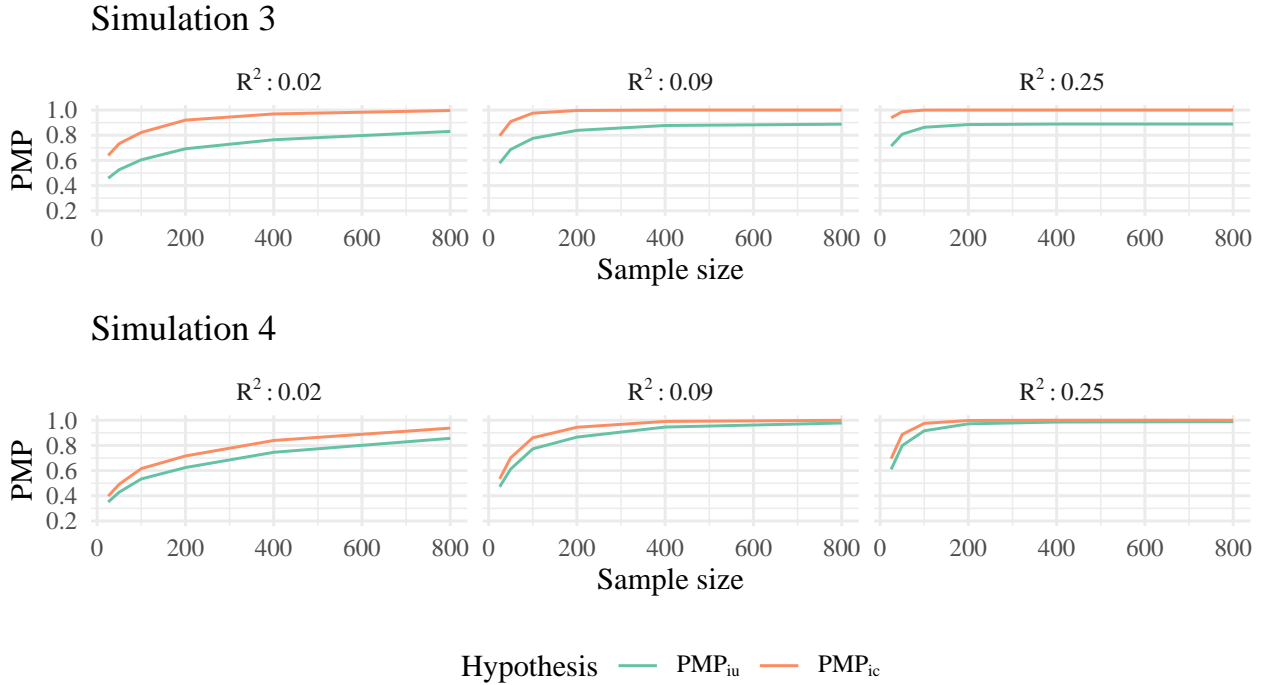 Simulation 3
R² : 0.02 R² : 0.09 R² : 0.25
PMP
1.0
0.8
0.6
0.4
0.2
0 200 400 600 800 0 200 400 600 800 0 200 400 600 800
Sample size
Simulation 4
R² : 0.02 R² : 0.09 R² : 0.25
PMP
1.0
0.8
0.6
0.4
0.2
0 200 400 600 800 0 200 400 600 800 0 200 400 600 800
Sample size
Hypothesis PMPiu PMPic